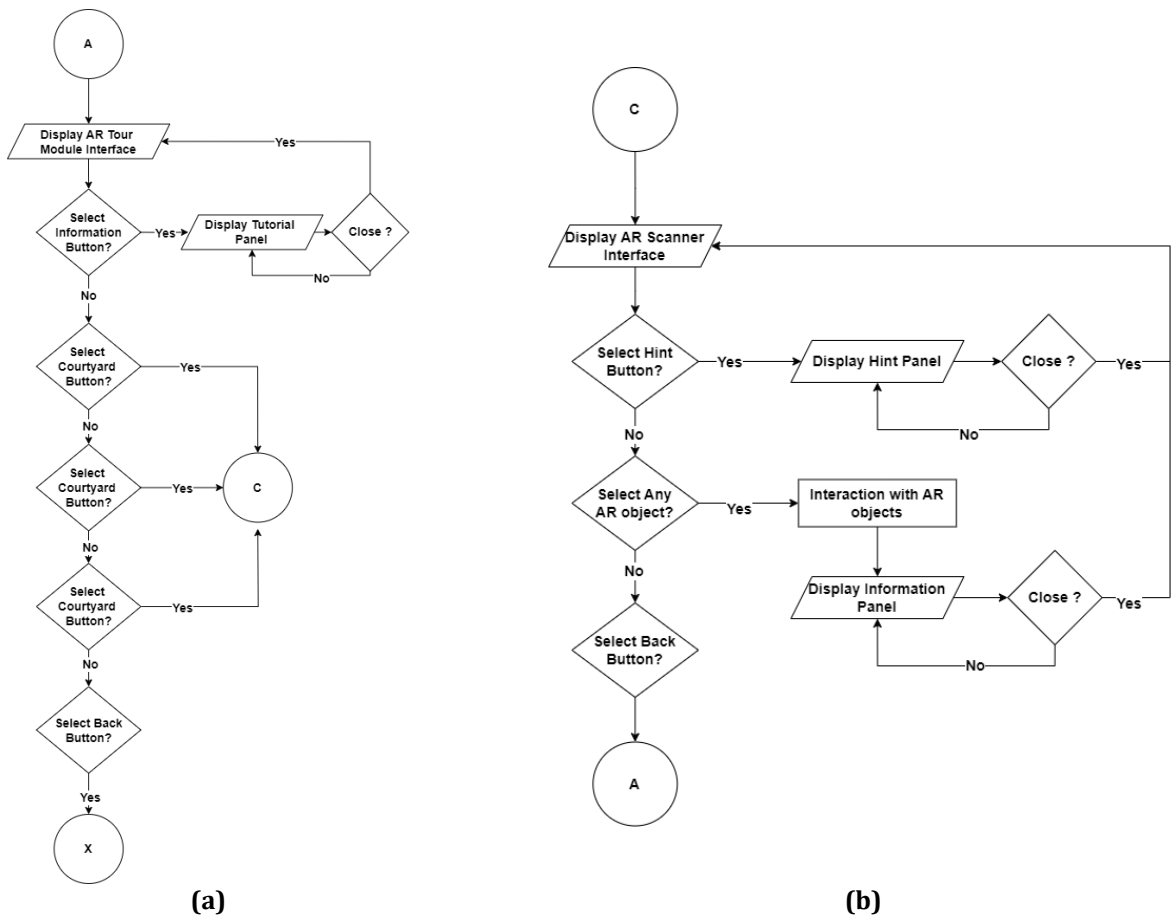 A
Display AR Tour
Module Interface
Yes
Select
Information
Button?
Yes
Display Tutorial
Panel
Close ?
No
No
Select
Courtyard
Button?
Yes
No
Select
Courtyard
Button?
Yes
C
No
Select
Courtyard
Button?
Yes
No
Select Back
Button?
Yes
X
(a)
C
Display AR Scanner
Interface
Select Hint
Button?
Yes
Display Hint Panel
Close ?
Yes
No
No
Select Any
AR object?
Yes
Interaction with AR
objects
No
Display Information
Panel
Close ?
Yes
No
Select Back
Button?
A
(b)